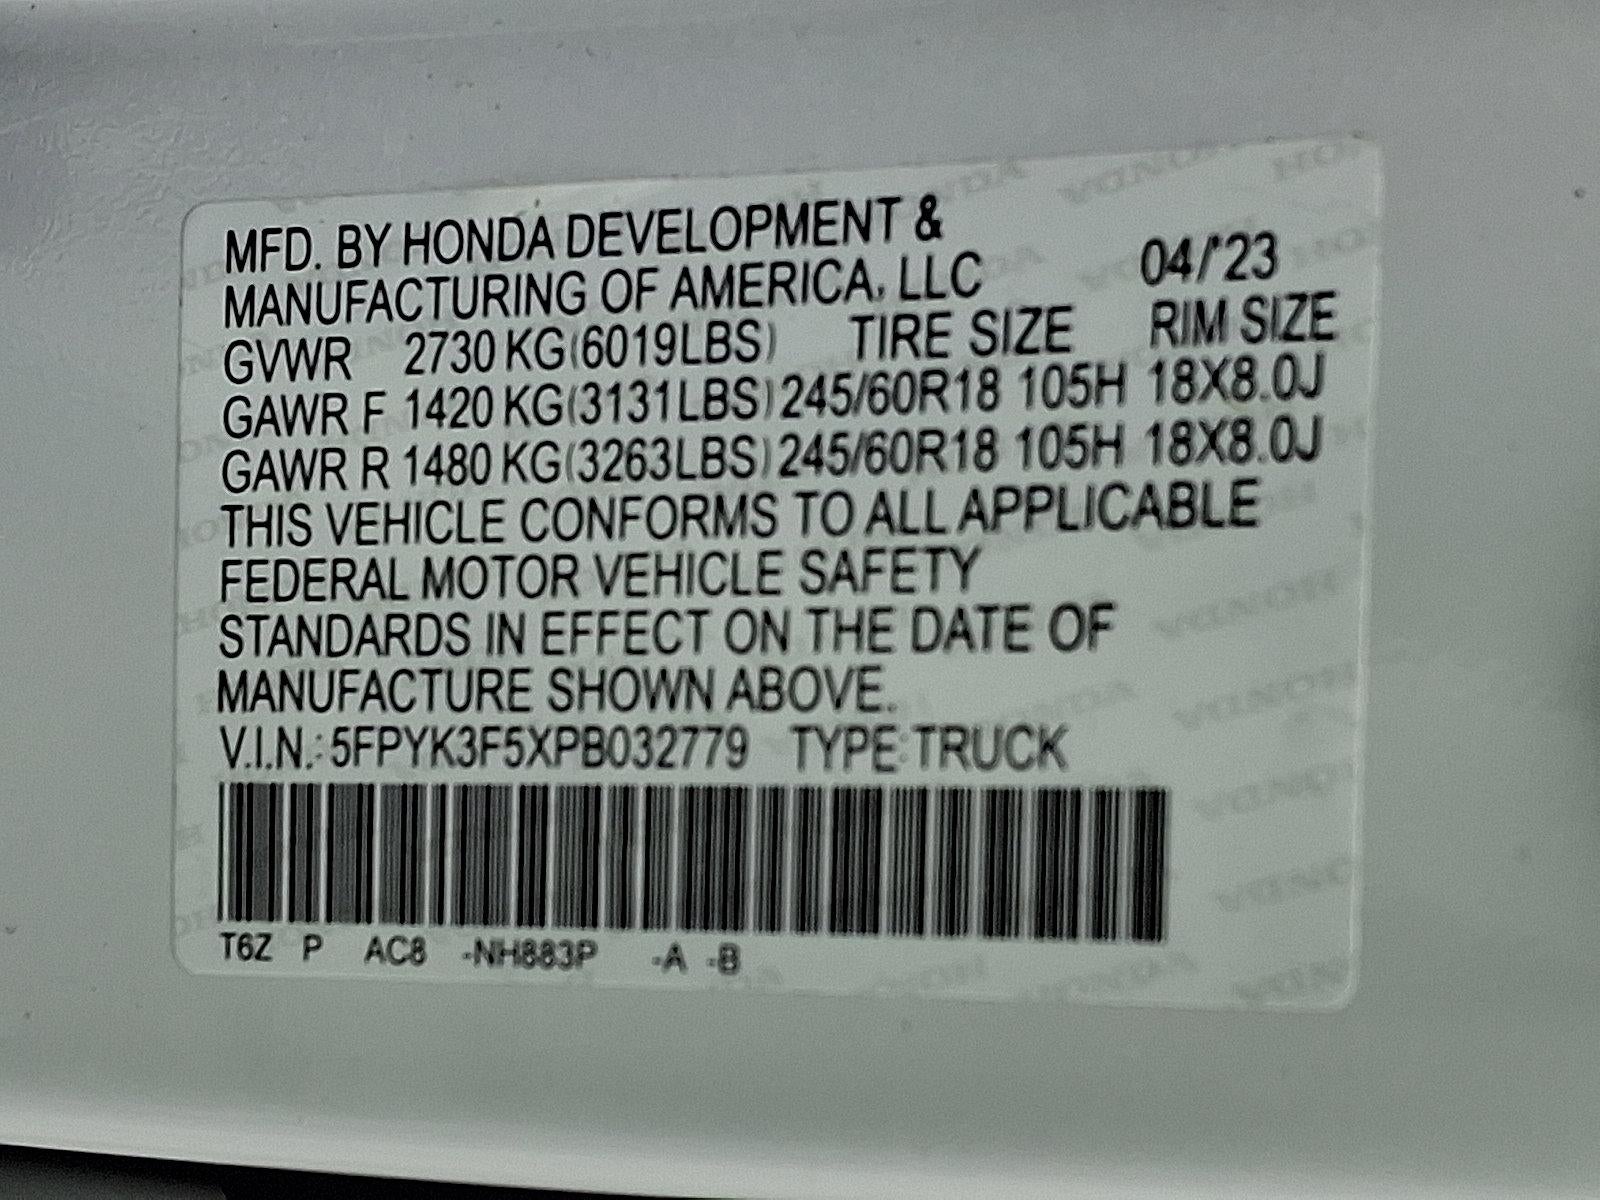 MFD. BY HONDA DEVELOPMENT &
MANUFACTURING OF AMERICA, LLC 04/'23
GVWR 2730 KG(6019LBS) TIRE SIZE RIM SIZE
GAWR F 1420 KG(3131LBS) 245/60R18 105H 18X8.0J
GAWR R 1480 KG(3263LBS) 245/60R18 105H 18X8.0J
THIS VEHICLE CONFORMS TO ALL APPLICABLE
FEDERAL MOTOR VEHICLE SAFETY
STANDARDS IN EFFECT ON THE DATE OF
MANUFACTURE SHOWN ABOVE.
V.I.N.: 5FPYK3F5XPB032779 TYPE:TRUCK
T6Z P AC8 -NH883P -A -B